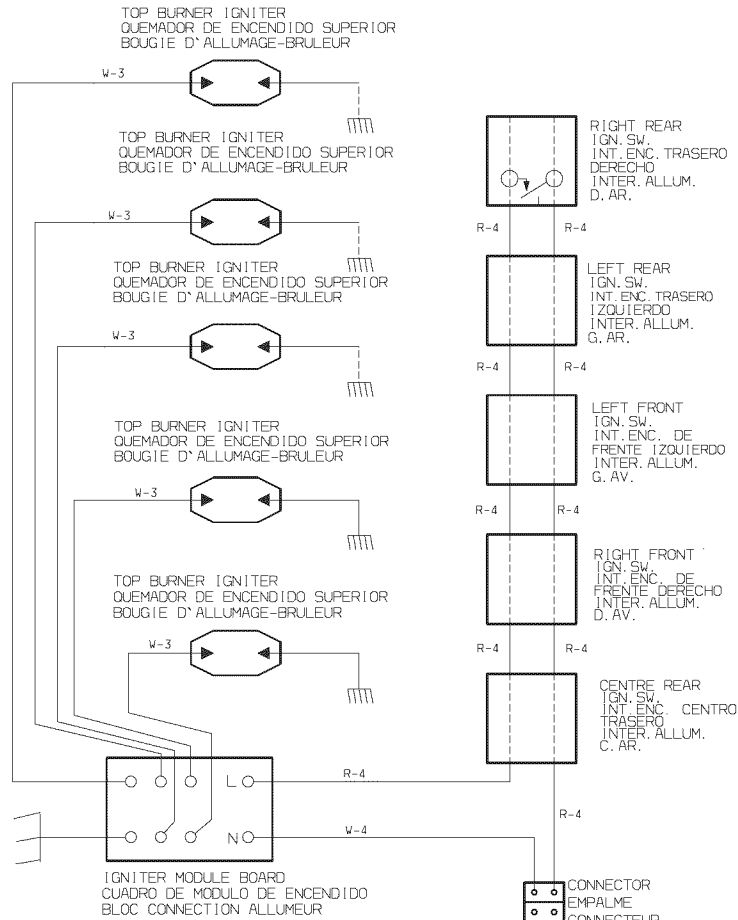 TOP BURNER IGNITER
QUEMADOR DE ENCENDIDO SUPERIOR
BOUGIE D`ALLUMAGE-BRULEUR
W-3
TOP BURNER IGNITER
QUEMADOR DE ENCENDIDO SUPERIOR
BOUGIE D`ALLUMAGE-BRULEUR
W-3
TOP BURNER IGNITER
QUEMADOR DE ENCENDIDO SUPERIOR
BOUGIE D`ALLUMAGE-BRULEUR
W-3
TOP BURNER IGNITER
QUEMADOR DE ENCENDIDO SUPERIOR
BOUGIE D`ALLUMAGE-BRULEUR
W-3
TOP BURNER IGNITER
QUEMADOR DE ENCENDIDO SUPERIOR
BOUGIE D`ALLUMAGE-BRULEUR
W-3
RIGHT REAR
IGN.SW.
INT.ENC.TRASERO
DERECHO
INTER.ALLUM.
D.AR.
R-4
R-4
LEFT REAR
IGN.SW.
INT.ENC.TRASERO
IZQUIERDO
INTER.ALLUM.
G.AR.
R-4
R-4
LEFT FRONT
IGN.SW.
INT.ENC. DE
FRENTE IZQUIERDO
INTER.ALLUM.
G.AV.
R-4
R-4
RIGHT FRONT
IGN.SW.
INT.ENC. DE
FRENTE DERECHO
INTER.ALLUM.
D.AV.
R-4
R-4
CENTRE REAR
IGN.SW.
INT.ENC. CENTRO
TRASERO
INTER.ALLUM.
C.AR.
L
R-4
R-4
N
W-4
IGNITER MODULE BOARD
CUADRO DE MODULO DE ENCENDIDO
BLOC CONNECTION ALLUMEUR
CONNECTOR
EMPALME
CONNECTEUR